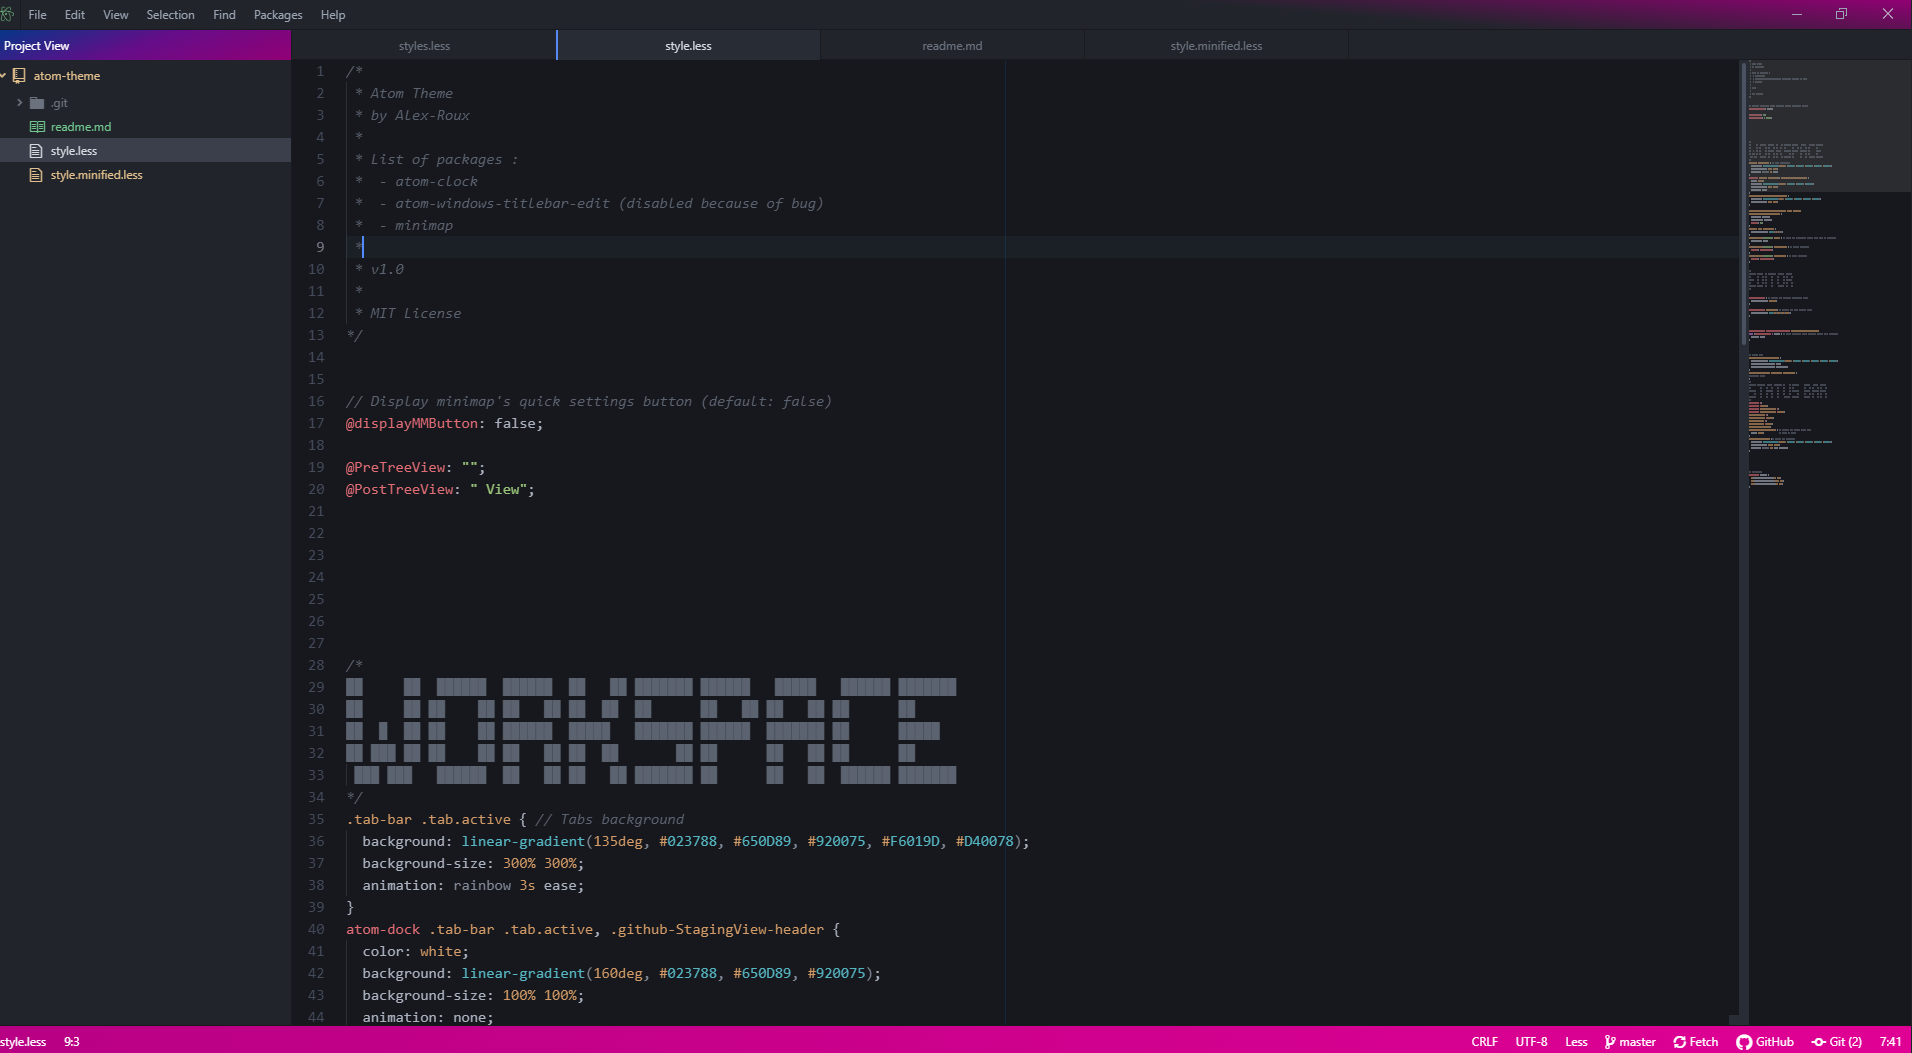 File Edit View Selection Find Packages Help
Project View
atom-theme
.git
readme.md
style.less
style.minified.less
styles.less style.less readme.md style.minified.less
1 /*
2 * Atom Theme
3 * by Alex-Roux
4 *
5 * List of packages :
6 * - atom-clock
7 * - atom-windows-titlebar-edit (disabled because of bug)
8 * - minimap
9 *
10 * v1.0
11 *
12 * MIT License
13 */
14
15
16 // Display minimap's quick settings button (default: false)
17 @displayMMButton: false;
18
19 @PreTreeView: "";
20 @PostTreeView: " View";
21
22
23
24
25
26
27
28 /*
29
30
31
32
33
WORKSPACE
34 */
35 .tab-bar .tab.active { // Tabs background
36 background: linear-gradient(135deg, #023788, #650D89, #920075, #F6019D, #D40078);
37 background-size: 300% 300%;
38 animation: rainbow 3s ease;
39 }
40 atom-dock .tab-bar .tab.active, .github-StagingView-header {
41 color: white;
42 background: linear-gradient(160deg, #023788, #650D89, #920075);
43 background-size: 100% 100%;
44 animation: none;
style.less 9:3 CRLF UTF-8 Less master Fetch GitHub Git (2) 7:41